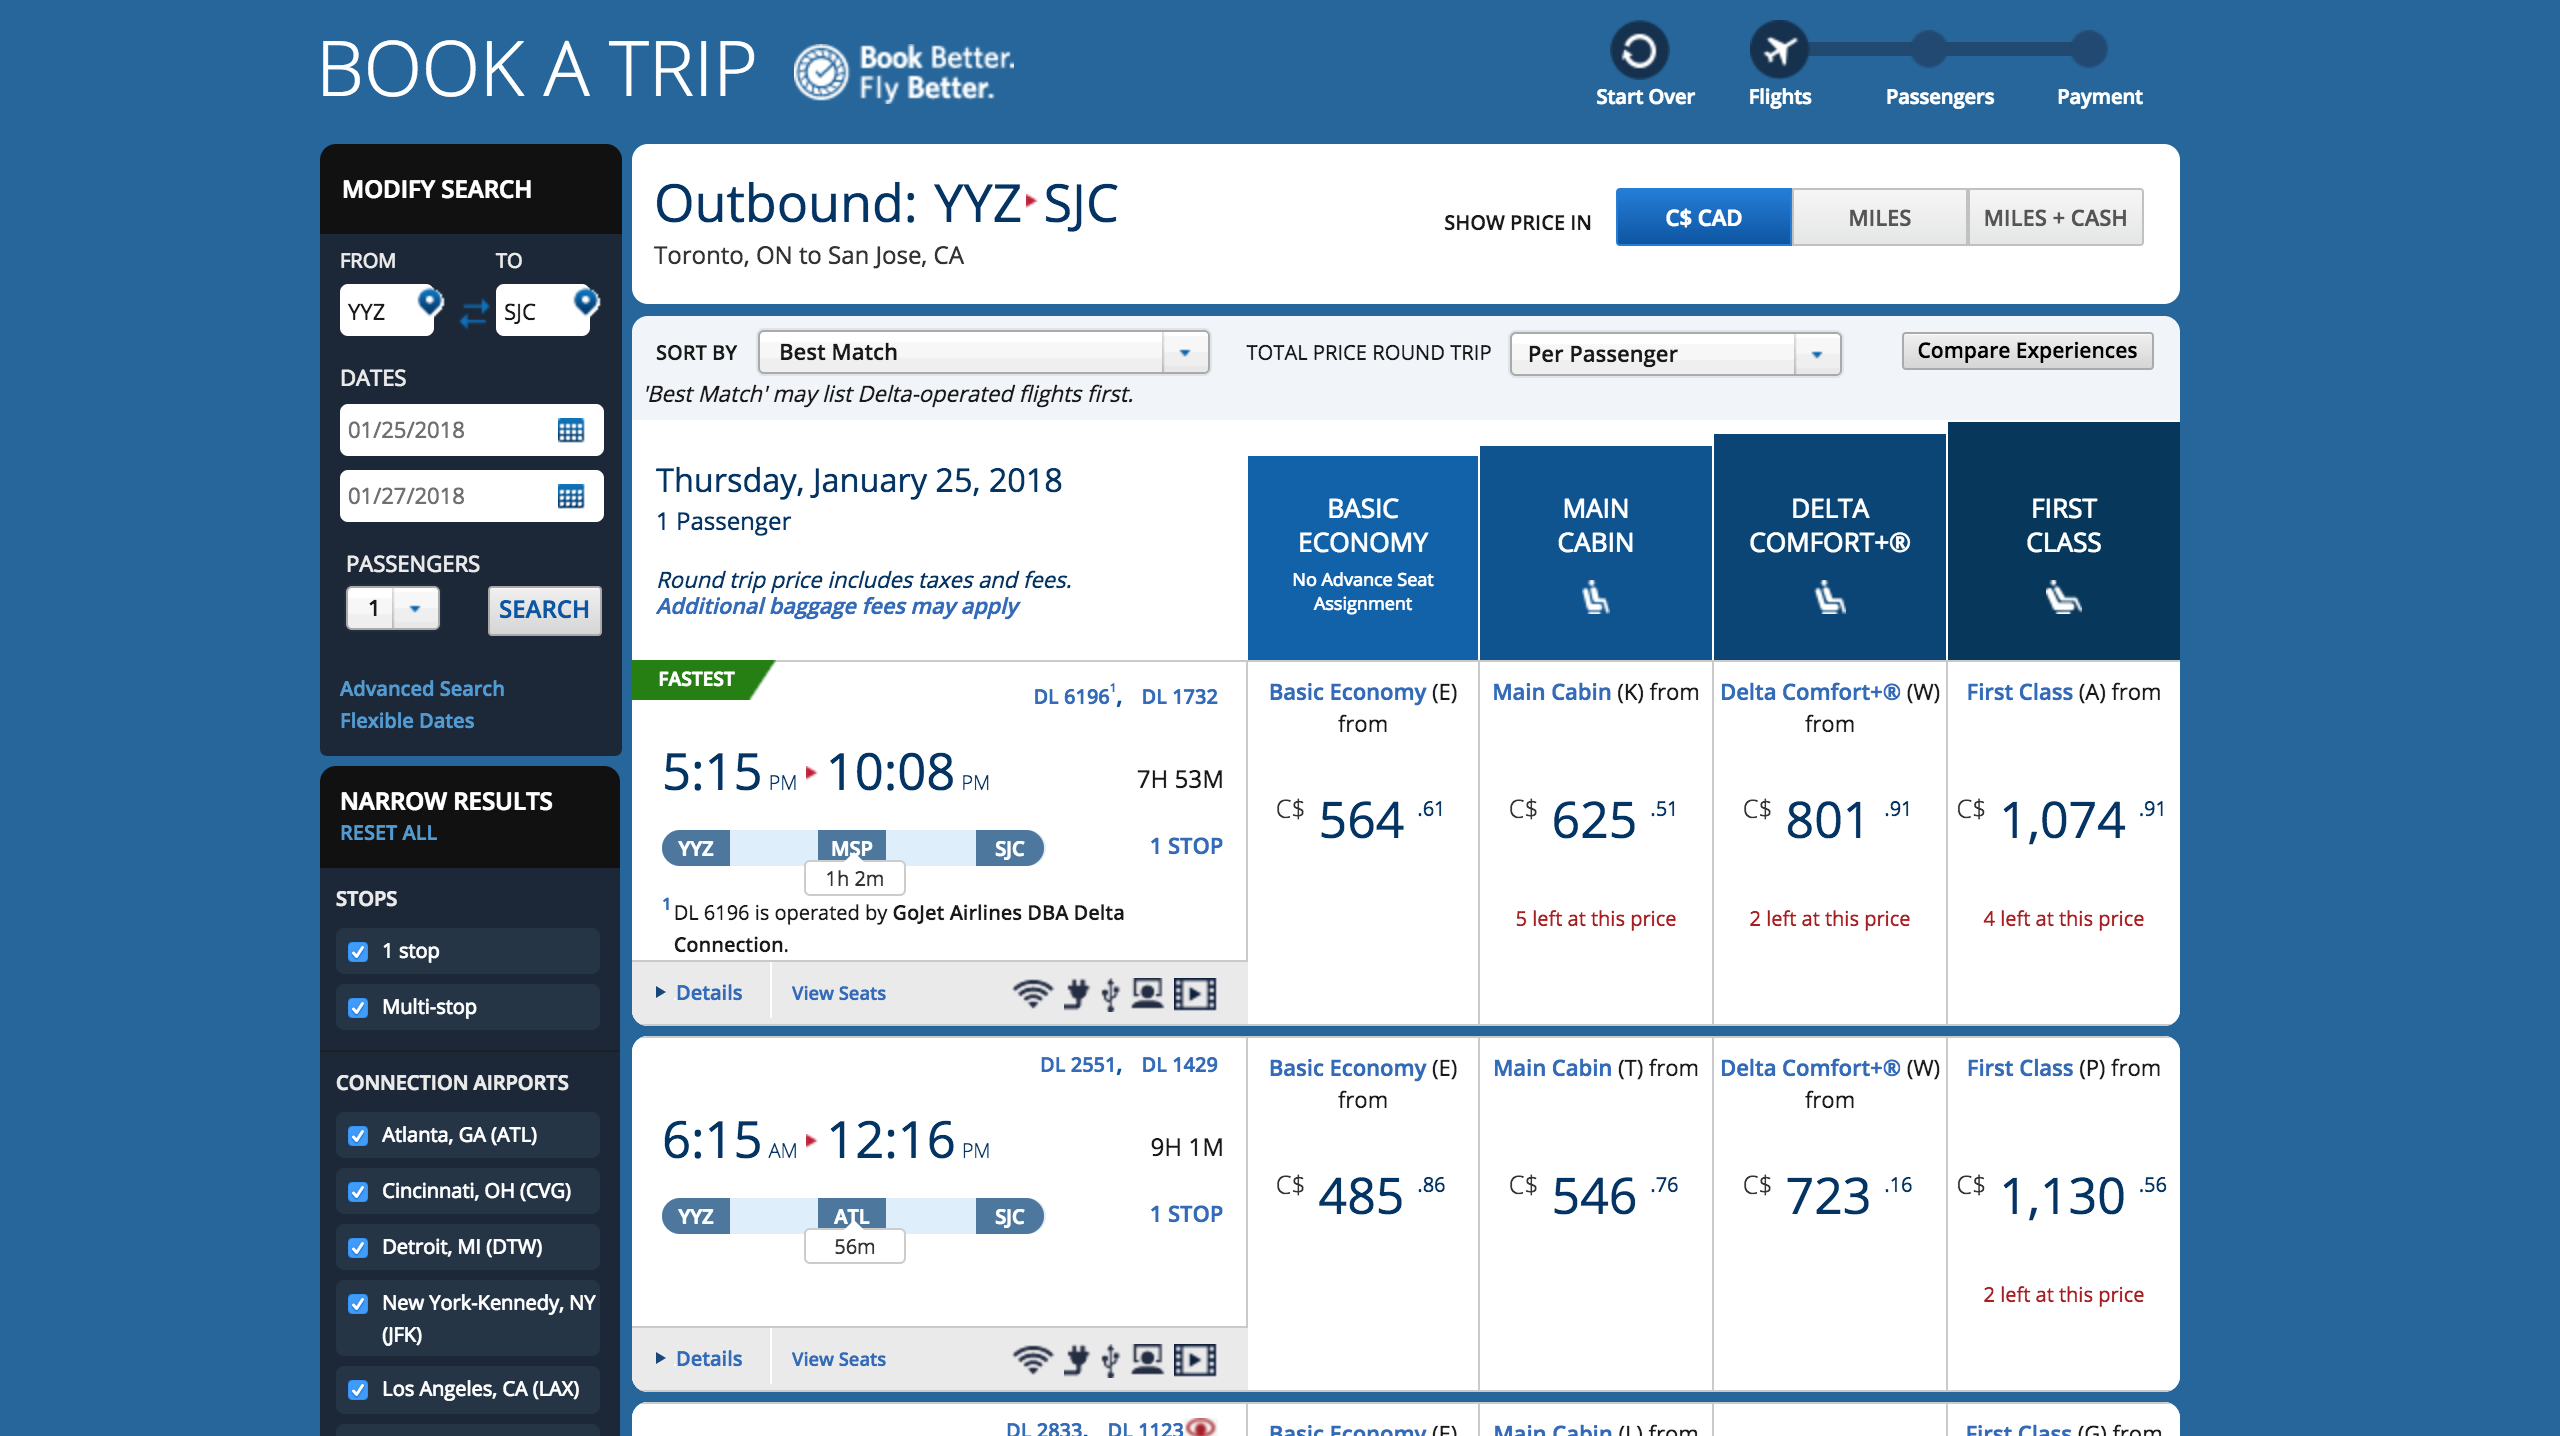 BOOK A TRIP
Book Better.
Fly Better.
Start Over
Flights
Passengers
Payment
MODIFY SEARCH
FROM
TO
YYZ
SJC
DATES
01/25/2018
01/27/2018
PASSENGERS
1
SEARCH
Advanced Search
Flexible Dates
NARROW RESULTS
RESET ALL
STOPS
1 stop
Multi-stop
CONNECTION AIRPORTS
Atlanta, GA (ATL)
Cincinnati, OH (CVG)
Detroit, MI (DTW)
New York-Kennedy, NY
(JFK)
Los Angeles, CA (LAX)
Outbound: YYZ SJC
Toronto, ON to San Jose, CA
SHOW PRICE IN
C$ CAD
MILES
MILES + CASH
SORT BY
Best Match
TOTAL PRICE ROUND TRIP
Per Passenger
Compare Experiences
'Best Match' may list Delta-operated flights first.
Thursday, January 25, 2018
1 Passenger
Round trip price includes taxes and fees.
Additional baggage fees may apply
BASIC
ECONOMY
No Advance Seat
Assignment
MAIN
CABIN
DELTA
COMFORT+®
FIRST
CLASS
FASTEST
DL 6196¹, DL 1732
5:15 PM 10:08 PM
7H 53M
YYZ
MSP
SJC
1 STOP
1h 2m
¹ DL 6196 is operated by GoJet Airlines DBA Delta
Connection.
Details
View Seats
Basic Economy (E)
from
C$ 564 .61
Main Cabin (K) from
C$ 625 .51
5 left at this price
Delta Comfort+® (W)
from
C$ 801 .91
2 left at this price
First Class (A) from
C$ 1,074 .91
4 left at this price
DL 2551, DL 1429
6:15 AM 12:16 PM
9H 1M
YYZ
ATL
SJC
1 STOP
56m
Details
View Seats
Basic Economy (E)
from
C$ 485 .86
Main Cabin (T) from
C$ 546 .76
Delta Comfort+® (W)
from
C$ 723 .16
First Class (P) from
C$ 1,130 .56
2 left at this price
DL 2833, DL 1123
Basic Economy (E)
Main Cabin (L) from
First Class (G) from